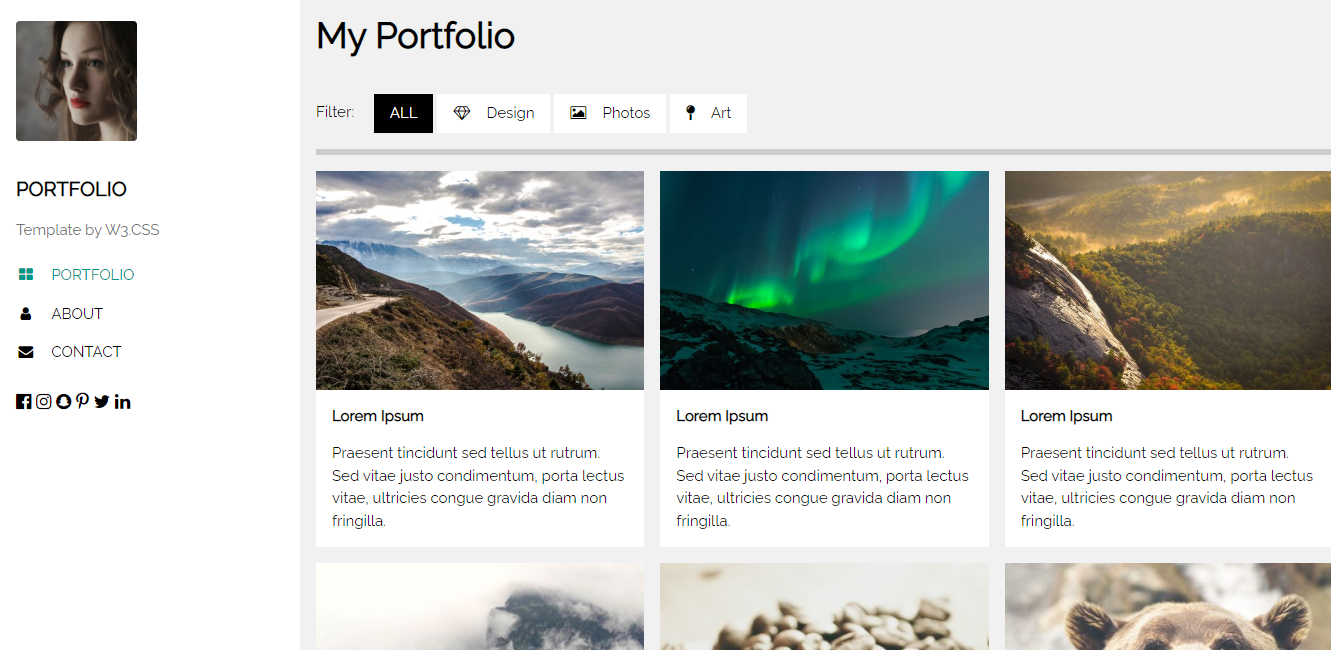 PORTFOLIO
Template by W3.CSS
PORTFOLIO
ABOUT
CONTACT
My Portfolio
Filter: ALL Design Photos Art
Lorem Ipsum
Praesent tincidunt sed tellus ut rutrum.
Sed vitae justo condimentum, porta lectus
vitae, ultricies congue gravida diam non
fringilla.
Lorem Ipsum
Praesent tincidunt sed tellus ut rutrum.
Sed vitae justo condimentum, porta lectus
vitae, ultricies congue gravida diam non
fringilla.
Lorem Ipsum
Praesent tincidunt sed tellus ut rutrum.
Sed vitae justo condimentum, porta lectus
vitae, ultricies congue gravida diam non
fringilla.